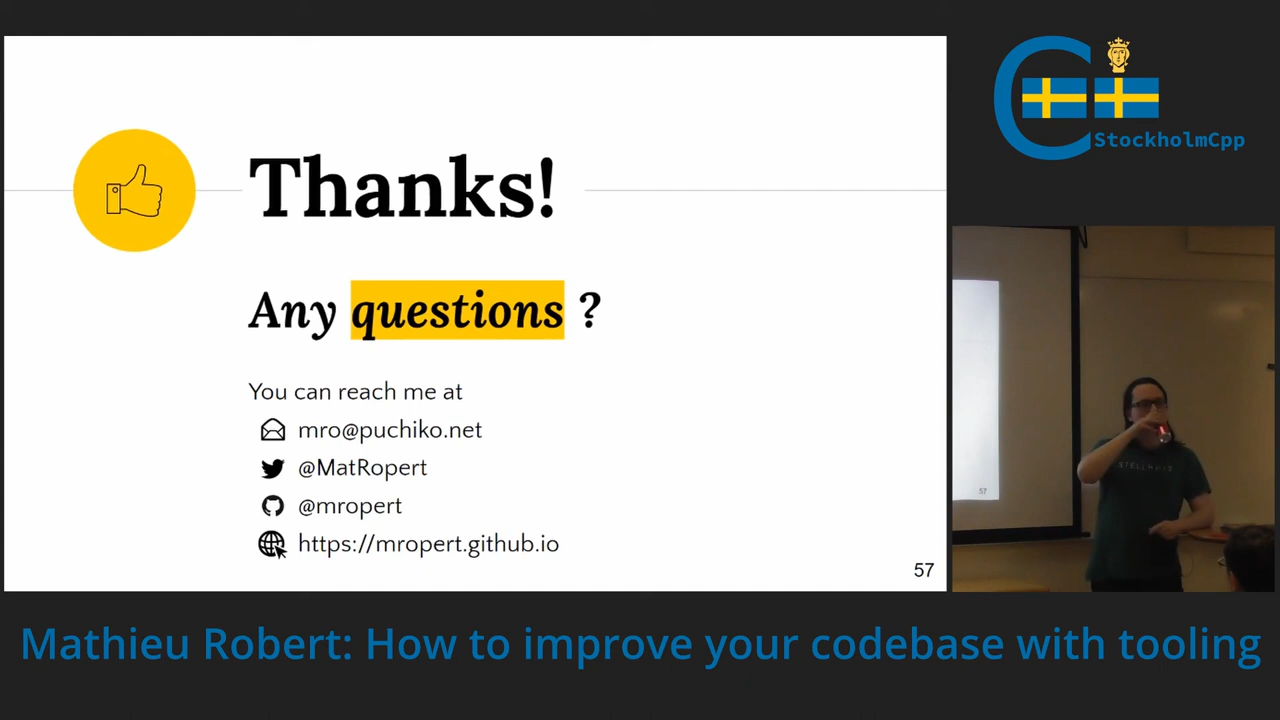 Thanks!
Any questions ?
You can reach me at
mro@puchiko.net
@MatRopert
@mropert
https://mropert.github.io
57
StockholmCpp
57
Mathieu Robert: How to improve your codebase with tooling